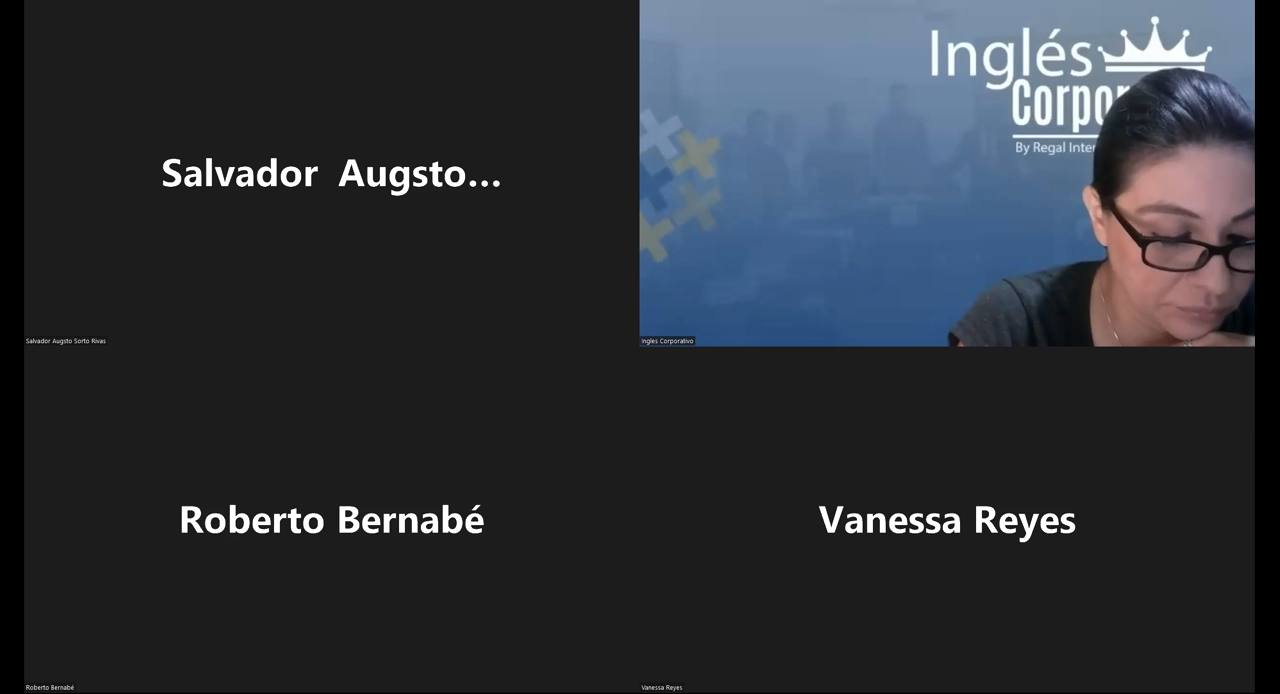 Salvador Augsto...
Salvador Augsto Sorto Rivas
Inglés
Corpor
By Regal Inter
Ingles Corporativo
Roberto Bernabé
Roberto Bernabé
Vanessa Reyes
Vanessa Reyes